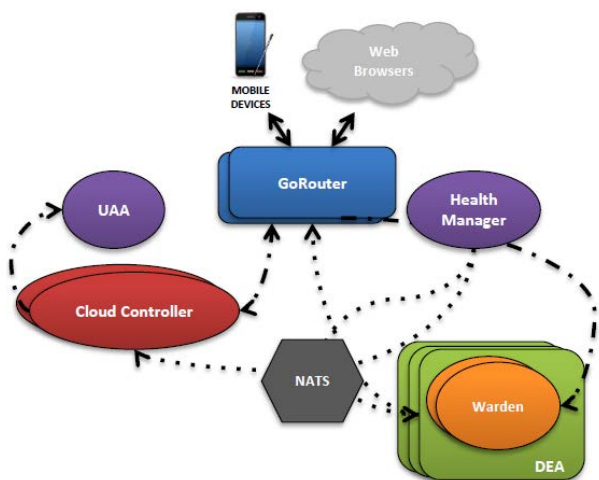 Web
Browsers
MOBILE
DEVICES
GoRouter
UAA
Health
Manager
Cloud Controller
NATS
Warden
DEA